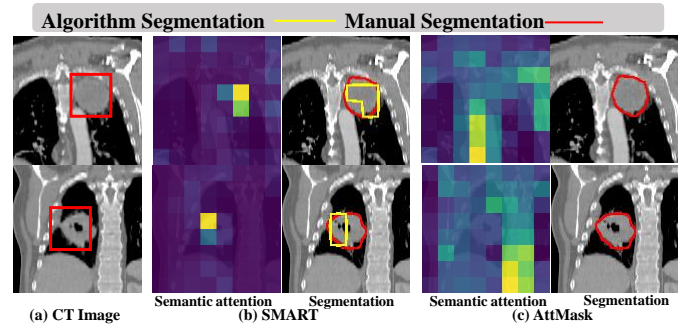 Algorithm Segmentation Manual Segmentation
Semantic attention Segmentation Semantic attention Segmentation
(a) CT Image (b) SMART (c) AttMask